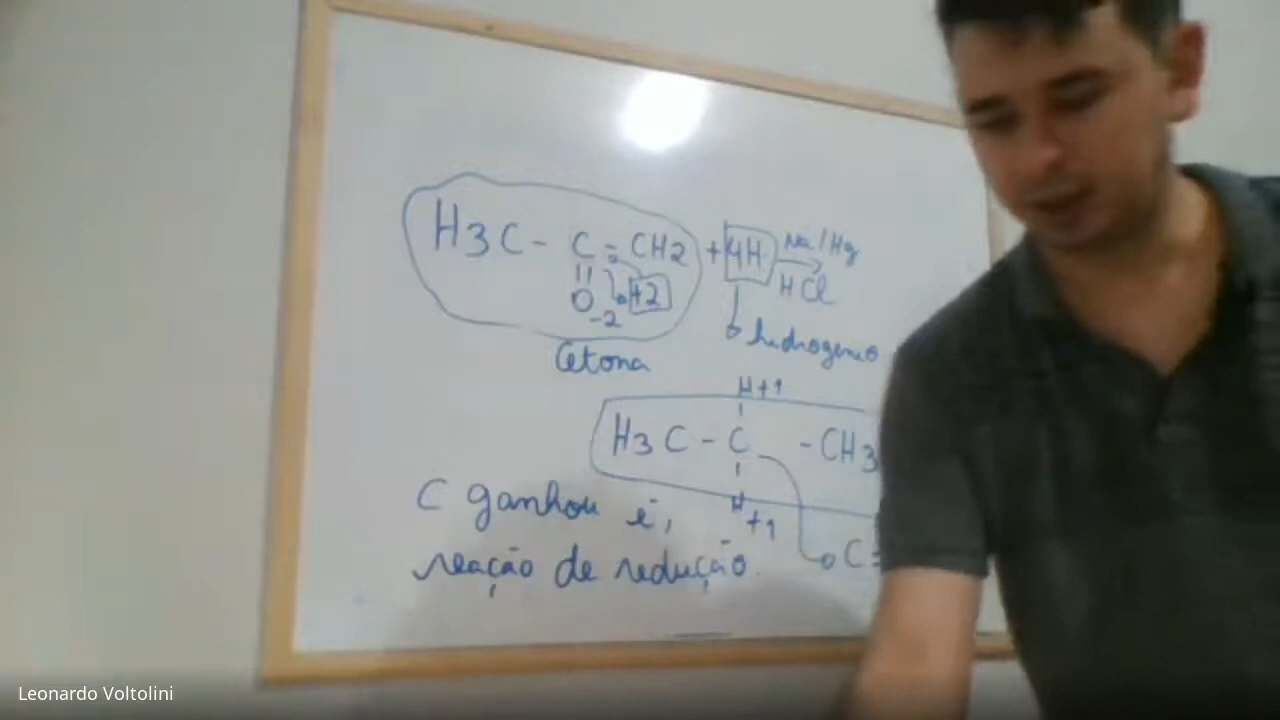 H3C - C = CH2 + 4H Na/Hg
O +2 HCl
-2
Cetona
hidrogênio
H+1
H3C - C - CH3
H +1
C ganhou e⁻,
C=
reação de redução.
Leonardo Voltolini